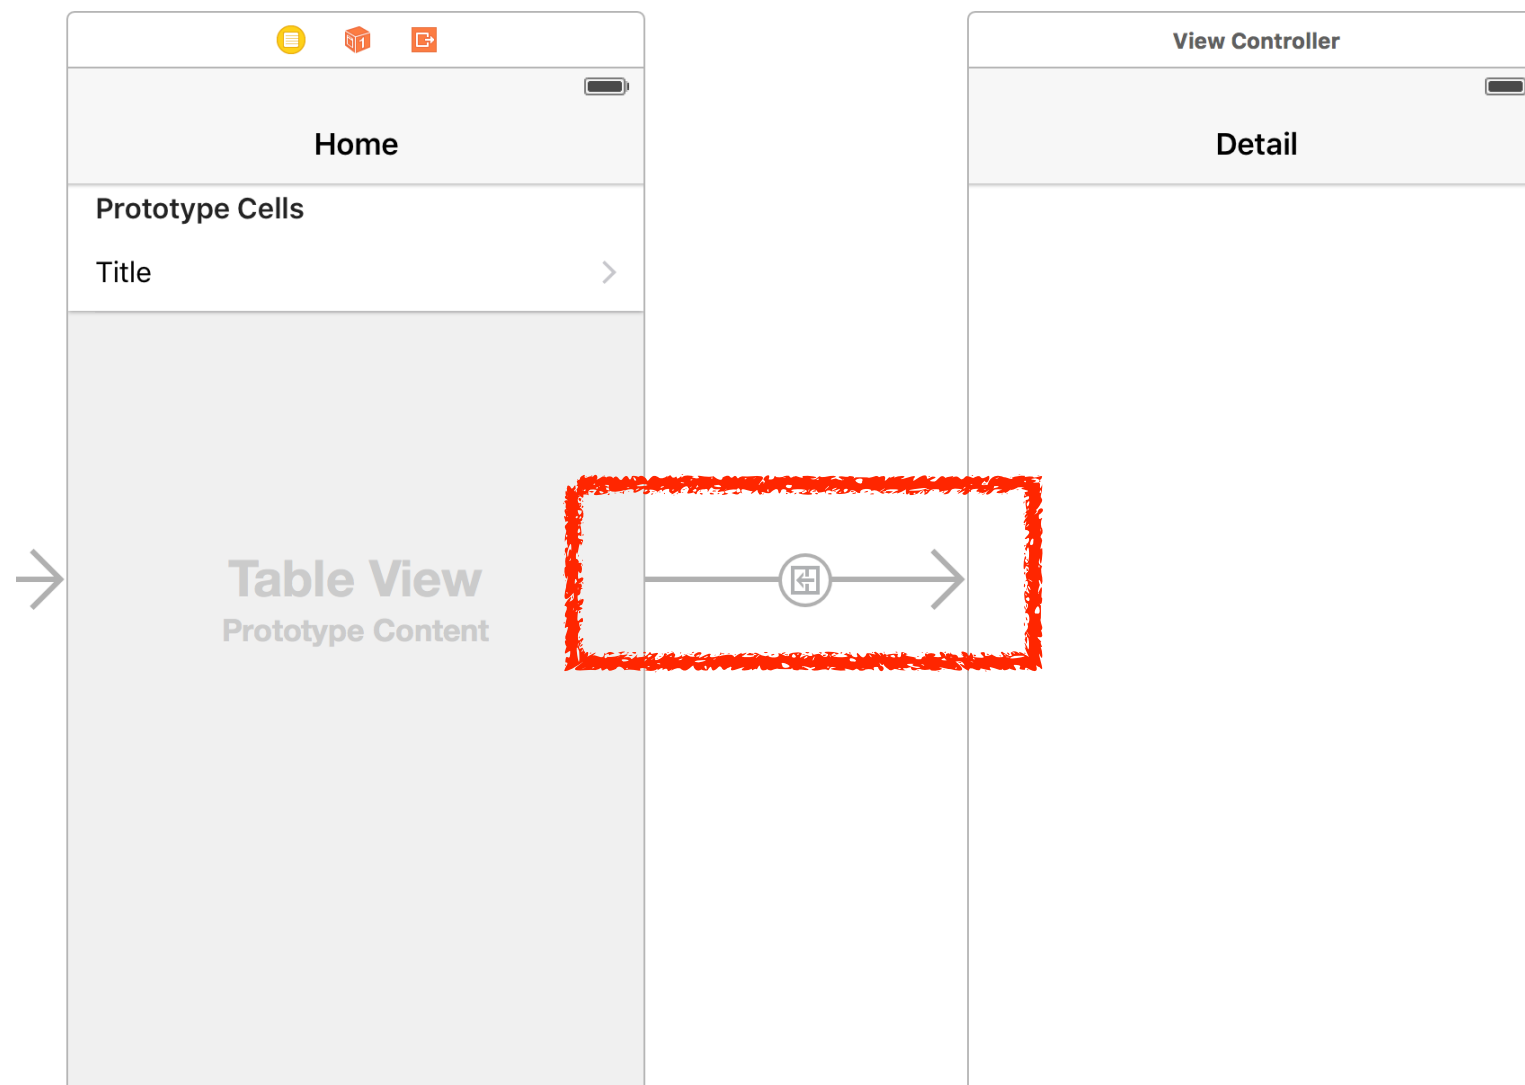 View Controller
Home
Detail
Prototype Cells
Title
Table View
Prototype Content